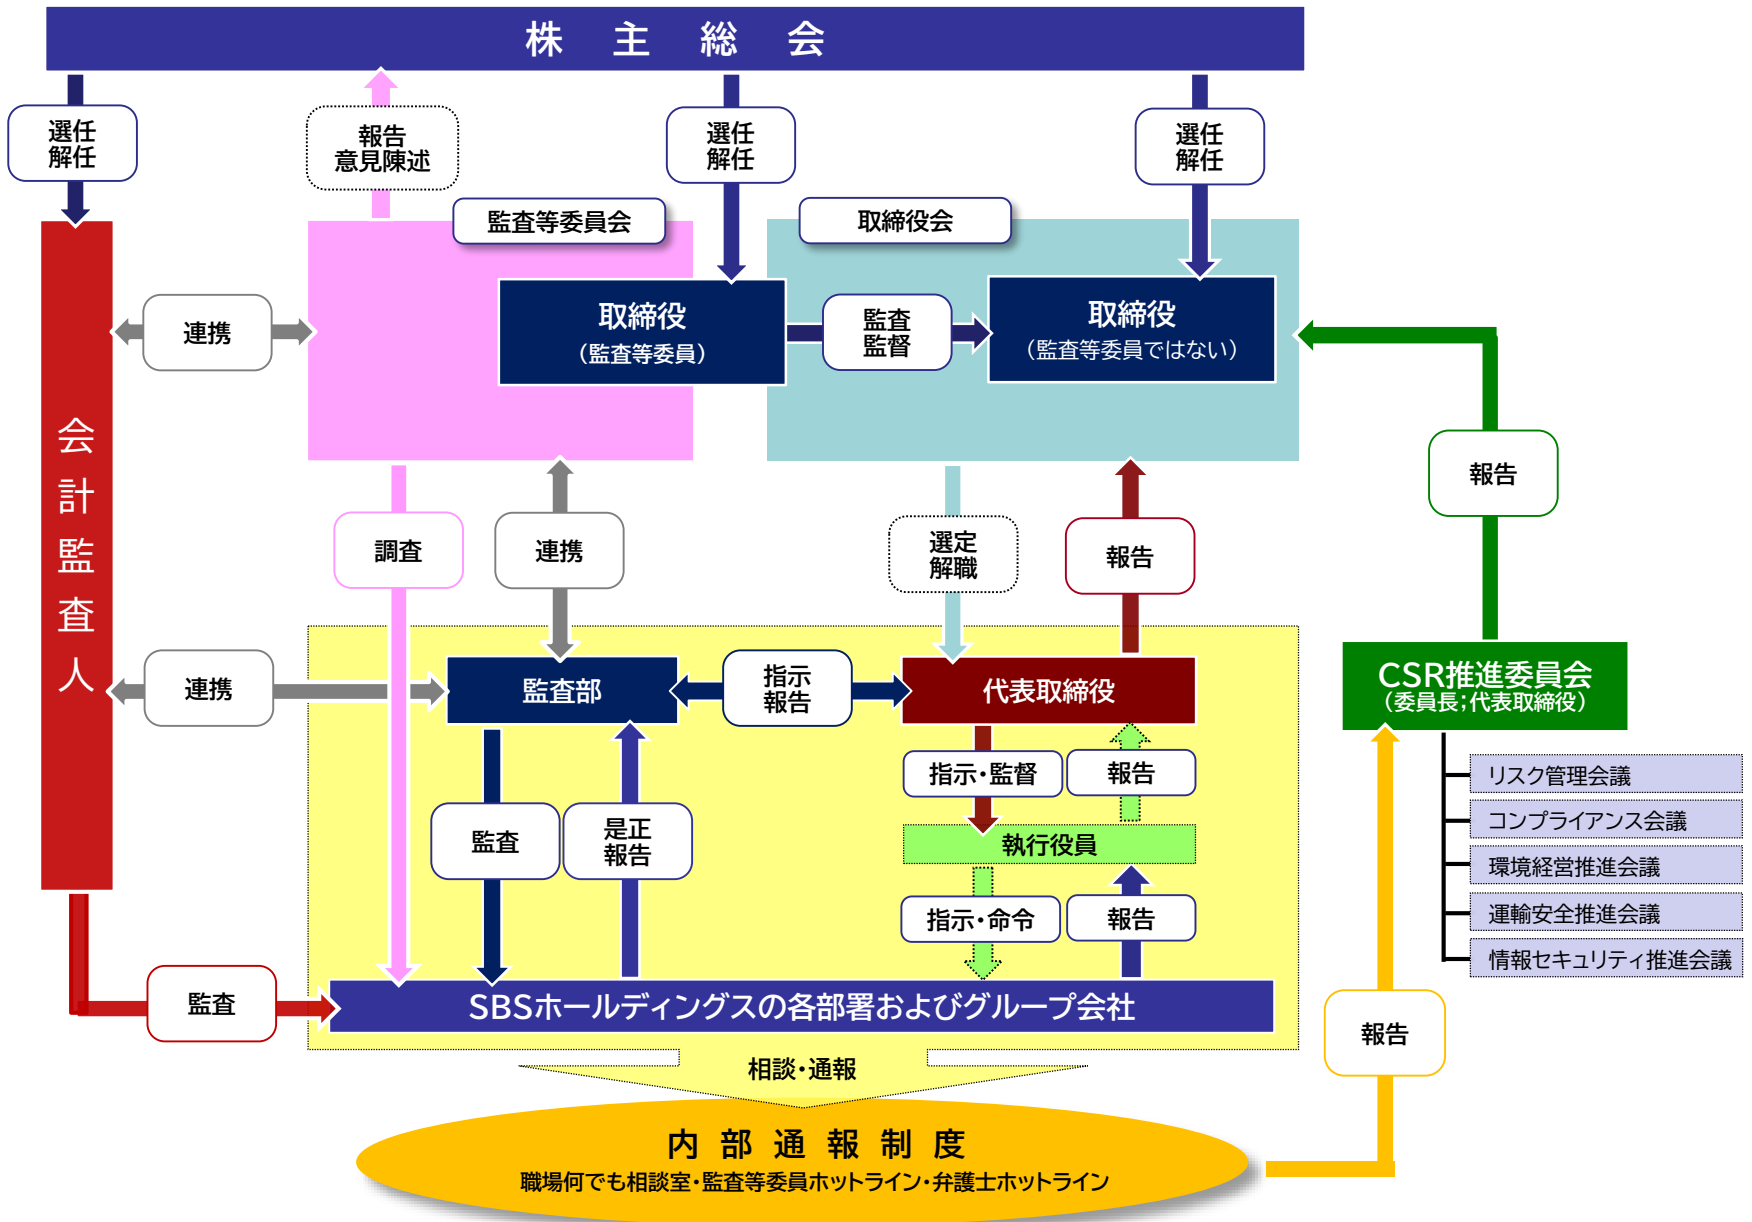 株主総会
選任
解任
報告
意見陳述
選任
解任
選任
解任
監査等委員会
取締役会
取締役
（監査等委員）
監査
監督
取締役
（監査等委員ではない）
連携
会計監査人
報告
調査
連携
選定
解職
報告
連携
監査部
指示
報告
代表取締役
CSR推進委員会
（委員長；代表取締役）
指示・監督
報告
リスク管理会議
コンプライアンス会議
環境経営推進会議
運輸安全推進会議
情報セキュリティ推進会議
監査
是正
報告
執行役員
指示・命令
報告
監査
SBSホールディングスの各部署およびグループ会社
報告
相談・通報
内部通報制度
職場何でも相談室・監査等委員ホットライン・弁護士ホットライン